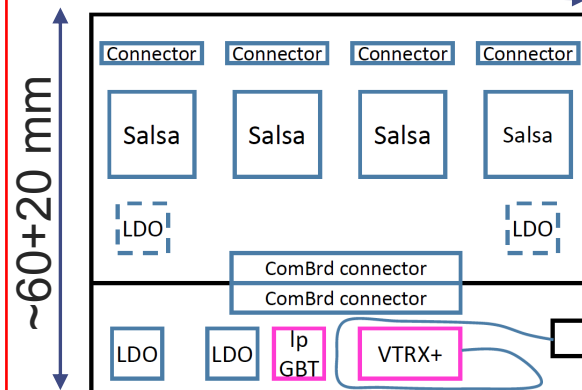 ~60+20 mm
Connector Connector Connector Connector
Salsa Salsa Salsa Salsa
LDO LDO
ComBrd connector
ComBrd connector
LDO LDO lp GBT VTRX+